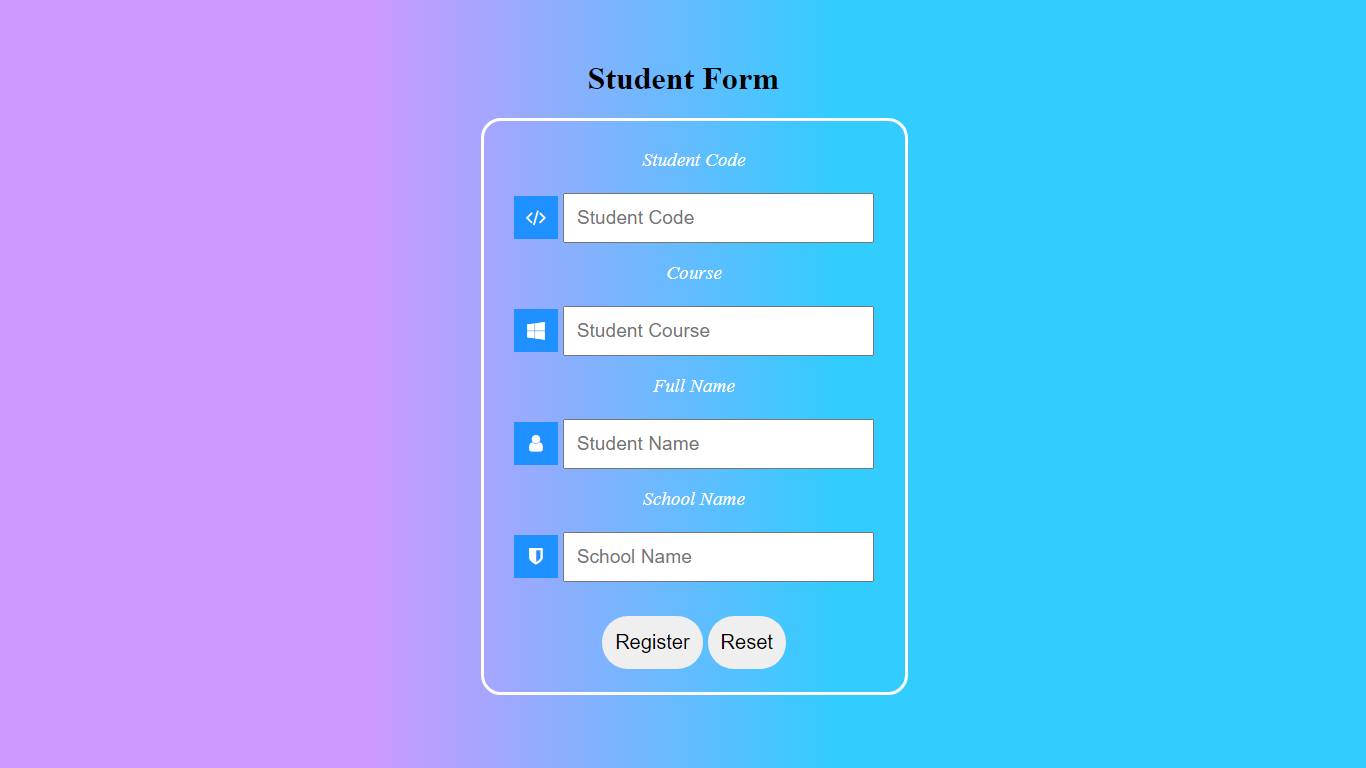 Student Form
Student Code
Student Code
Course
Student Course
Full Name
Student Name
School Name
School Name
Register Reset